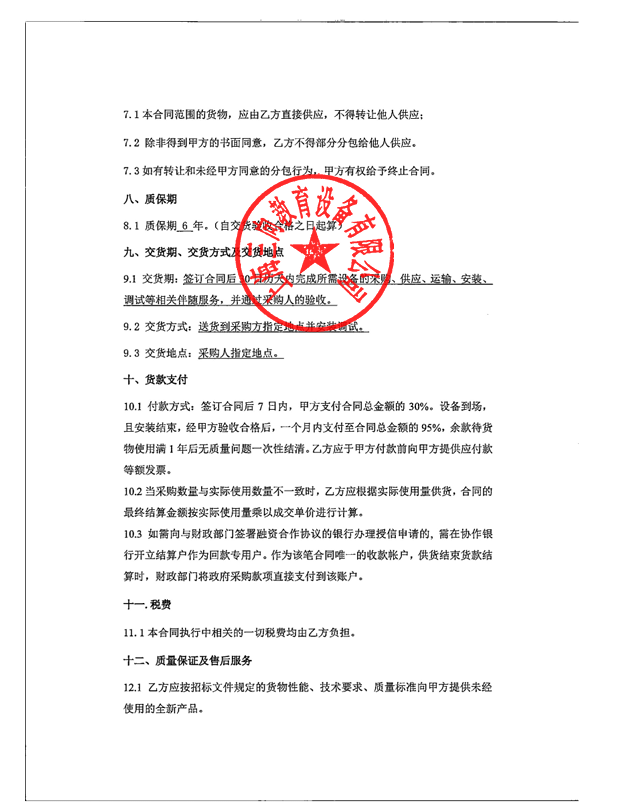 7.1本合同范围的货物，应由乙方直接供应，不得转让他人供应；
7.2 除非得到甲方的书面同意，乙方不得部分分包给他人供应。
7.3如有转让和未经甲方同意的分包行为，甲方有权给予终止合同。
八、质保期
8.1 质保期 6 年。（自交货验收合格之日起算）
九、交货期、交货方式及交货地点
9.1 交货期：签订合同后 30 日历天内完成所需设备的采购、供应、运输、安装、
调试等相关伴随服务，并通过采购人的验收。
9.2 交货方式：送货到采购方指定地点并安装调试。
9.3 交货地点：采购人指定地点。
十、货款支付
10.1 付款方式：签订合同后 7 日内，甲方支付合同总金额的 30%。设备到场，
且安装结束，经甲方验收合格后，一个月内支付至合同总金额的 95%，余款待货
物使用满 1 年后无质量问题一次性结清。乙方应于甲方付款前向甲方提供应付款
等额发票。
10.2当采购数量与实际使用数量不一致时，乙方应根据实际使用量供货，合同的
最终结算金额按实际使用量乘以成交单价进行计算。
10.3 如需向与财政部门签署融资合作协议的银行办理授信申请的，需在协作银
行开立结算户作为回款专用户。作为该笔合同唯一的收款帐户，供货结束货款结
算时，财政部门将政府采购款项直接支付到该账户。
十一.税费
11.1本合同执行中相关的一切税费均由乙方负担。
十二、质量保证及售后服务
12.1 乙方应按招标文件规定的货物性能、技术要求、质量标准向甲方提供未经
使用的全新产品。
教育设备有限公司